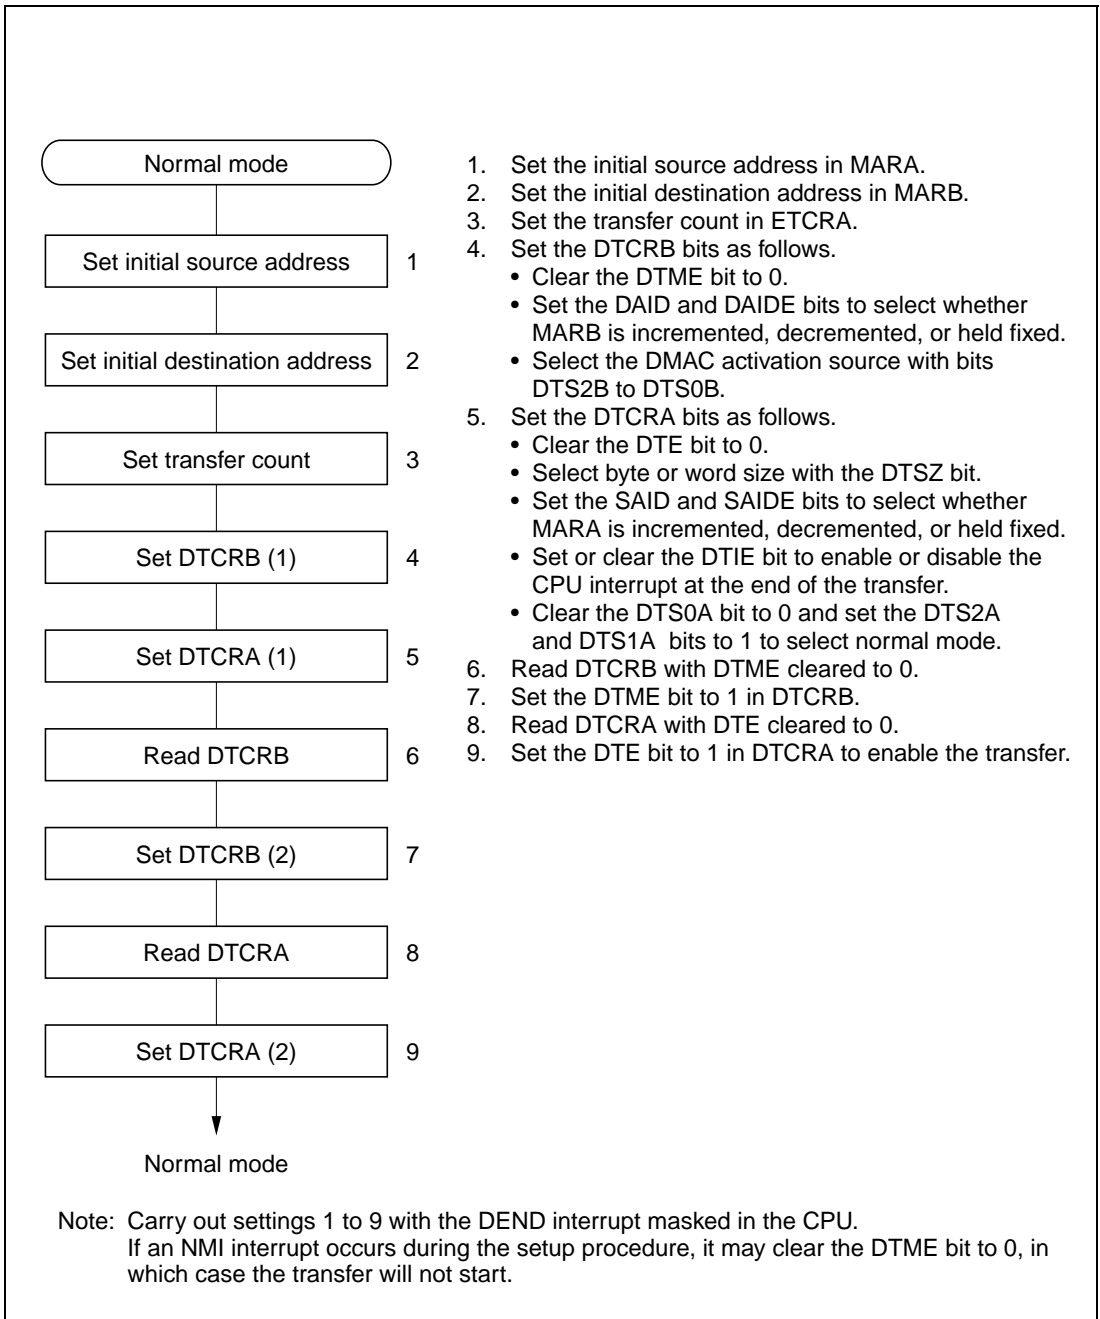 Normal mode
Set initial source address 1
Set initial destination address 2
Set transfer count 3
Set DTCRB (1) 4
Set DTCRA (1) 5
Read DTCRB 6
Set DTCRB (2) 7
Read DTCRA 8
Set DTCRA (2) 9
Normal mode
1. Set the initial source address in MARA.
2. Set the initial destination address in MARB.
3. Set the transfer count in ETCRA.
4. Set the DTCRB bits as follows.
• Clear the DTME bit to 0.
• Set the DAID and DAIDE bits to select whether
MARB is incremented, decremented, or held fixed.
• Select the DMAC activation source with bits
DTS2B to DTS0B.
5. Set the DTCRA bits as follows.
• Clear the DTE bit to 0.
• Select byte or word size with the DTSZ bit.
• Set the SAID and SAIDE bits to select whether
MARA is incremented, decremented, or held fixed.
• Set or clear the DTIE bit to enable or disable the
CPU interrupt at the end of the transfer.
• Clear the DTS0A bit to 0 and set the DTS2A
and DTS1A bits to 1 to select normal mode.
6. Read DTCRB with DTME cleared to 0.
7. Set the DTME bit to 1 in DTCRB.
8. Read DTCRA with DTE cleared to 0.
9. Set the DTE bit to 1 in DTCRA to enable the transfer.
Note: Carry out settings 1 to 9 with the DEND interrupt masked in the CPU.
If an NMI interrupt occurs during the setup procedure, it may clear the DTME bit to 0, in
which case the transfer will not start.